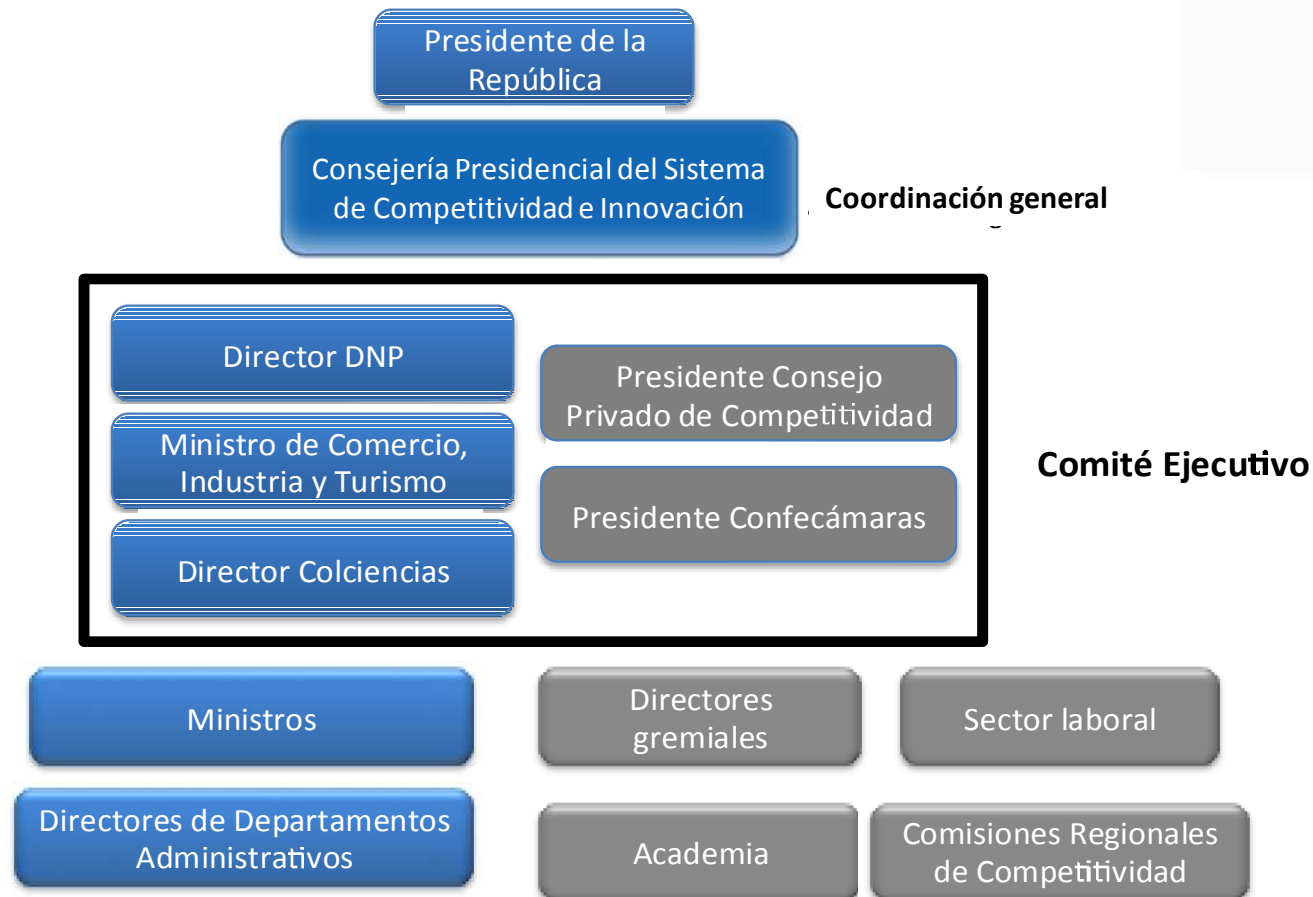 Presidente de la
República
Consejería Presidencial del Sistema
de Competitividad e Innovación
Coordinación general
Director DNP
Ministro de Comercio,
Industria y Turismo
Director Colciencias
Presidente Consejo
Privado de Competitividad
Presidente Confecámaras
Comité Ejecutivo
Ministros
Directores
gremiales
Sector laboral
Directores de Departamentos
Administrativos
Academia
Comisiones Regionales
de Competitividad